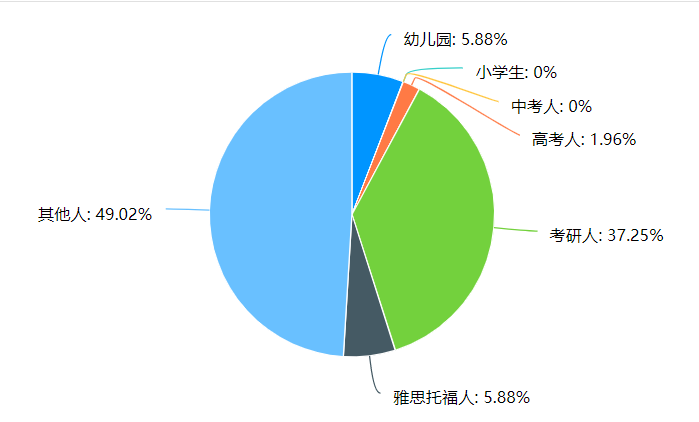 幼儿园: 5.88%
小学生: 0%
中考人: 0%
高考人: 1.96%
其他人: 49.02%
考研人: 37.25%
雅思托福人: 5.88%